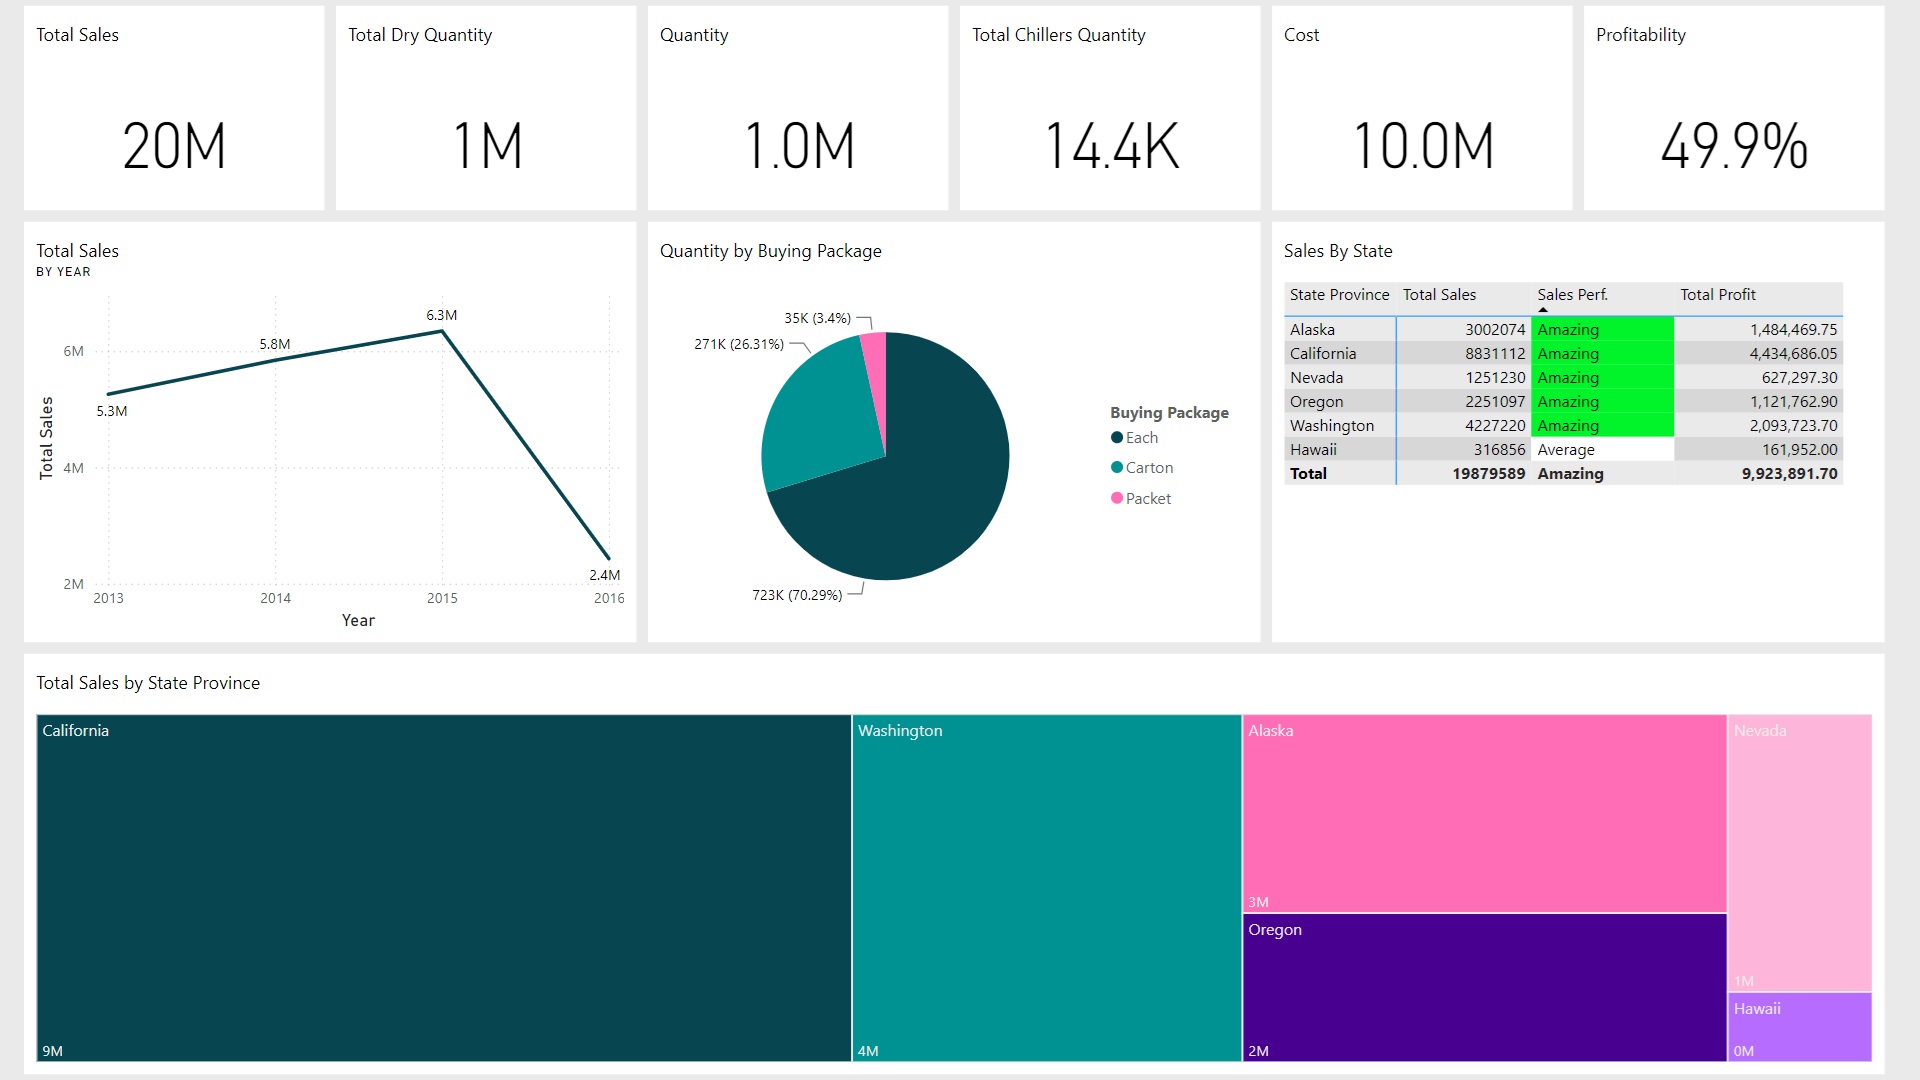 Total Sales
20M
Total Dry Quantity
1M
Quantity
1.0M
Total Chillers Quantity
14.4K
Cost
10.0M
Profitability
49.9%
Total Sales
BY YEAR
Total Sales
6M
4M
2M
5.3M
5.8M
6.3M
2.4M
2013 2014 2015 2016
Year
Quantity by Buying Package
35K (3.4%)
271K (26.31%)
723K (70.29%)
Buying Package
Each
Carton
Packet
Sales By State
State Province Total Sales Sales Perf. Total Profit
Alaska 3002074 Amazing 1,484,469.75
California 8831112 Amazing 4,434,686.05
Nevada 1251230 Amazing 627,297.30
Oregon 2251097 Amazing 1,121,762.90
Washington 4227220 Amazing 2,093,723.70
Hawaii 316856 Average 161,952.00
Total 19879589 Amazing 9,923,891.70
Total Sales by State Province
California
9M
Washington
4M
Alaska
3M
Oregon
2M
Nevada
1M
Hawaii
0M